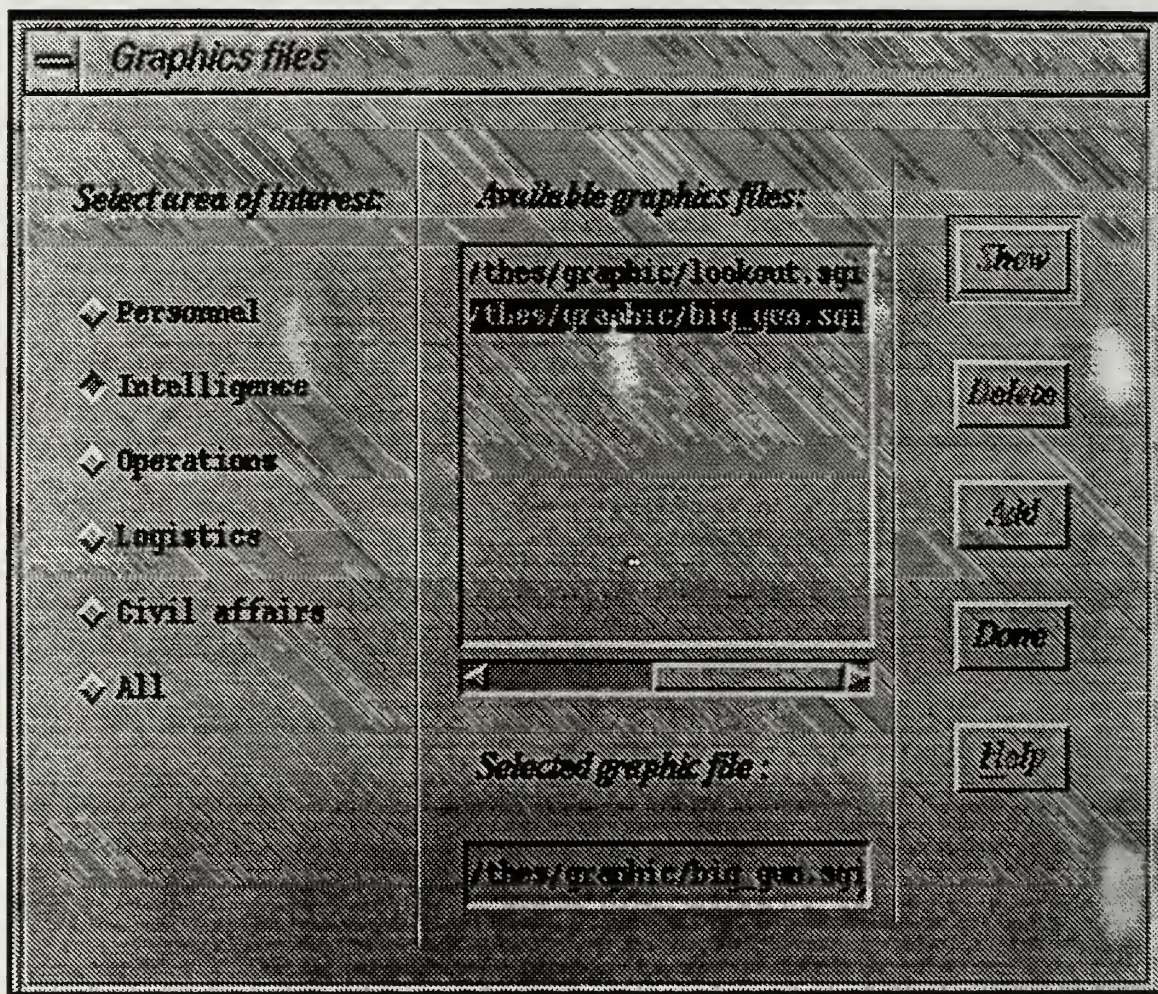 Graphics files
Select area of interest:
Personnel
Intelligence
Operations
Logistics
Civil affairs
All
Available graphics files:
/thes/graphic/lookout.sgi
/thes/graphic/big_gun.sgi
Selected graphic file :
/thes/graphic/big_gun.sgi
Show
Delete
Add
Done
Help